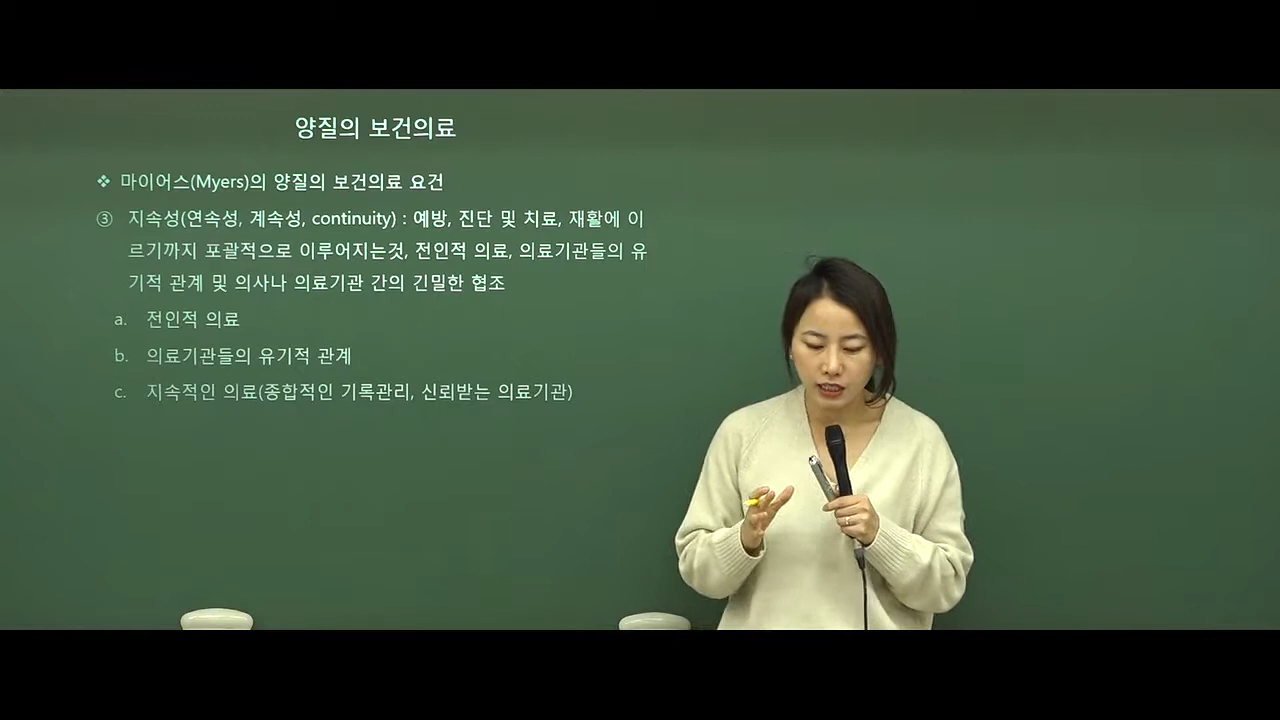 양질의 보건의료
❖ 마이어스(Myers)의 양질의 보건의료 요건
③ 지속성(연속성, 계속성, continuity) : 예방, 진단 및 치료, 재활에 이
르기까지 포괄적으로 이루어지는것, 전인적 의료, 의료기관들의 유
기적 관계 및 의사나 의료기관 간의 긴밀한 협조
a. 전인적 의료
b. 의료기관들의 유기적 관계
c. 지속적인 의료(종합적인 기록관리, 신뢰받는 의료기관)